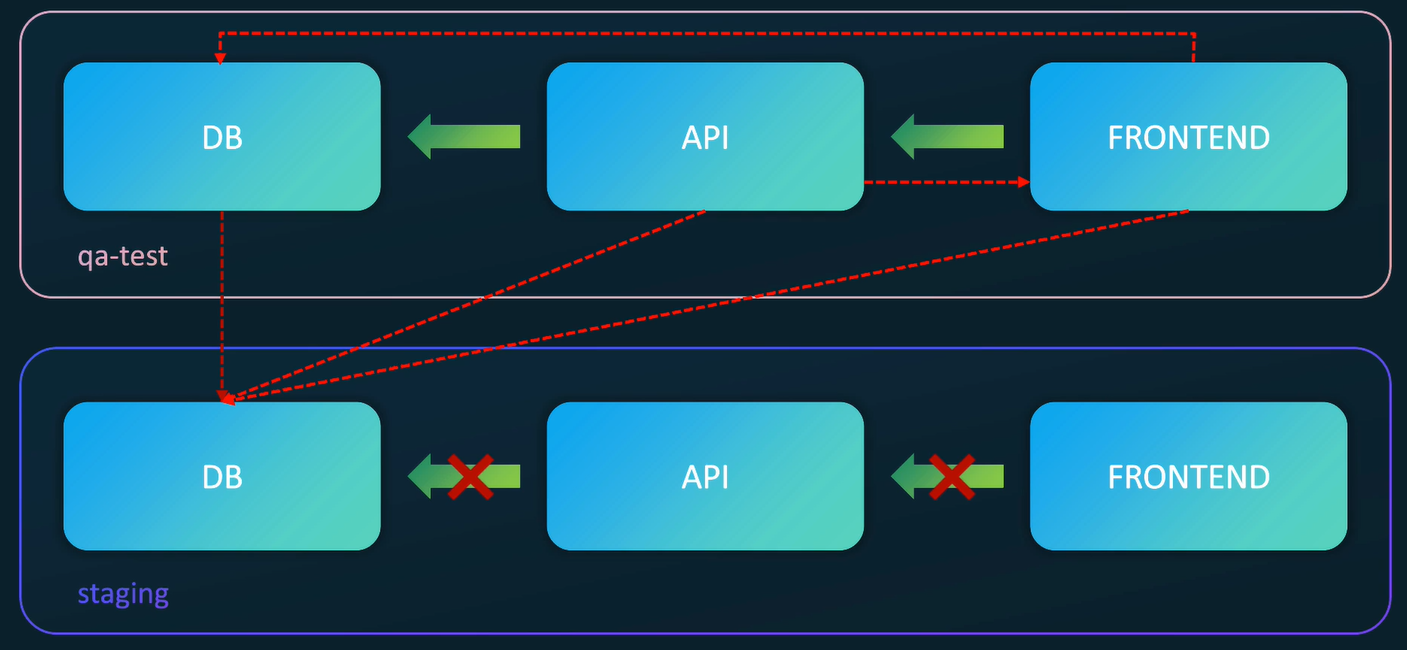 DB
API
FRONTEND
qa-test
DB
API
FRONTEND
staging